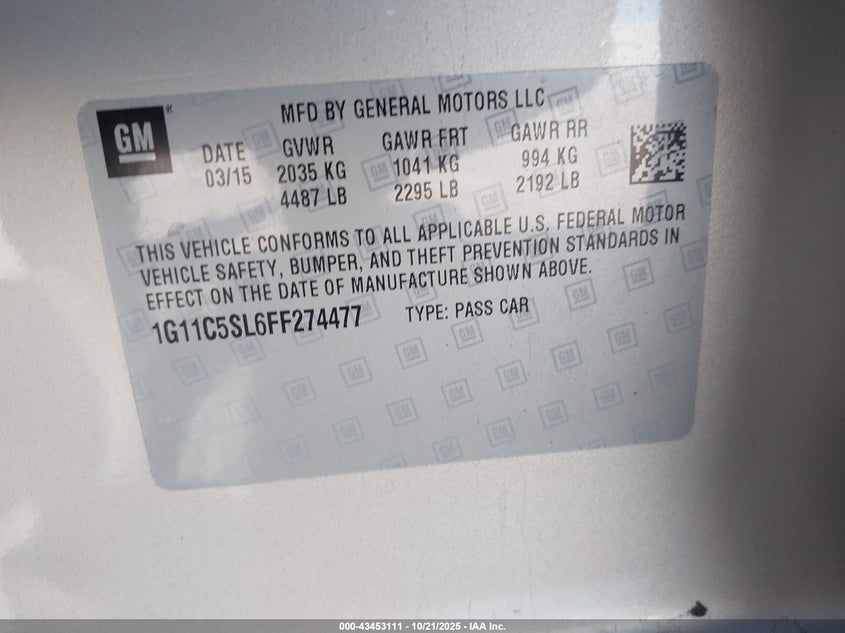 GM ®
MFD BY GENERAL MOTORS LLC
DATE GVWR GAWR FRT GAWR RR
03/15 2035 KG 1041 KG 994 KG
4487 LB 2295 LB 2192 LB
THIS VEHICLE CONFORMS TO ALL APPLICABLE U.S. FEDERAL MOTOR
VEHICLE SAFETY, BUMPER, AND THEFT PREVENTION STANDARDS IN
EFFECT ON THE DATE OF MANUFACTURE SHOWN ABOVE.
1G11C5SL6FF274477 TYPE: PASS CAR
000-43453111 - 10/21/2025 - IAA Inc.